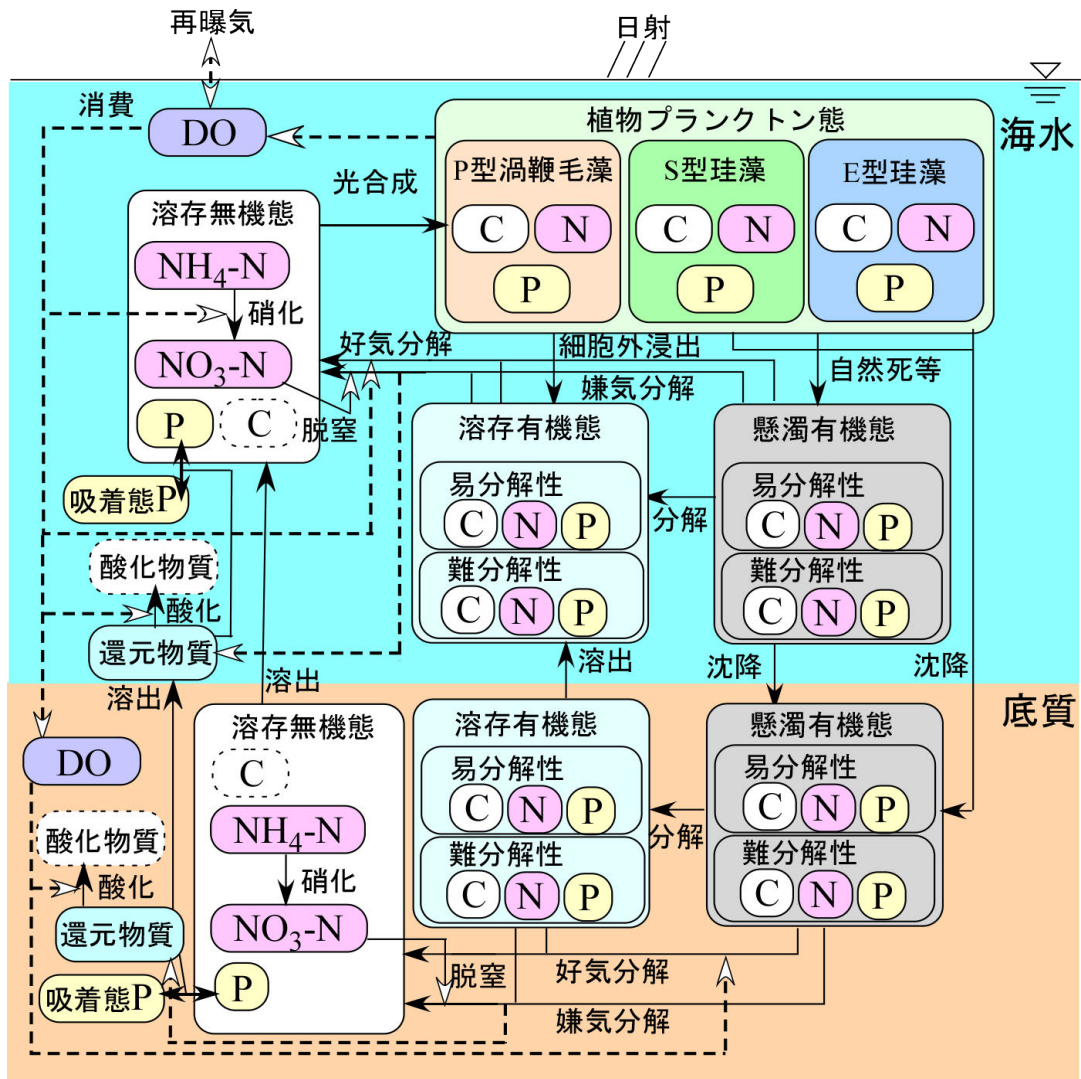 再曝気
日射
消費
DO
海水
植物プランクトン態
P型渦鞭毛藻
C
N
P
S型珪藻
C
N
P
E型珪藻
C
N
P
光合成
溶存無機態
NH4-N
硝化
NO3-N
P
C
脱窒
吸着態P
好気分解
細胞外浸出
嫌気分解
自然死等
溶存有機態
易分解性
C
N
P
難分解性
C
N
P
分解
懸濁有機態
易分解性
C
N
P
難分解性
C
N
P
酸化物質
酸化
還元物質
溶出
溶出
溶出
沈降
沈降
底質
DO
酸化物質
酸化
還元物質
吸着態P
溶存無機態
C
NH4-N
硝化
NO3-N
P
脱窒
溶存有機態
易分解性
C
N
P
難分解性
C
N
P
分解
懸濁有機態
易分解性
C
N
P
難分解性
C
N
P
好気分解
嫌気分解